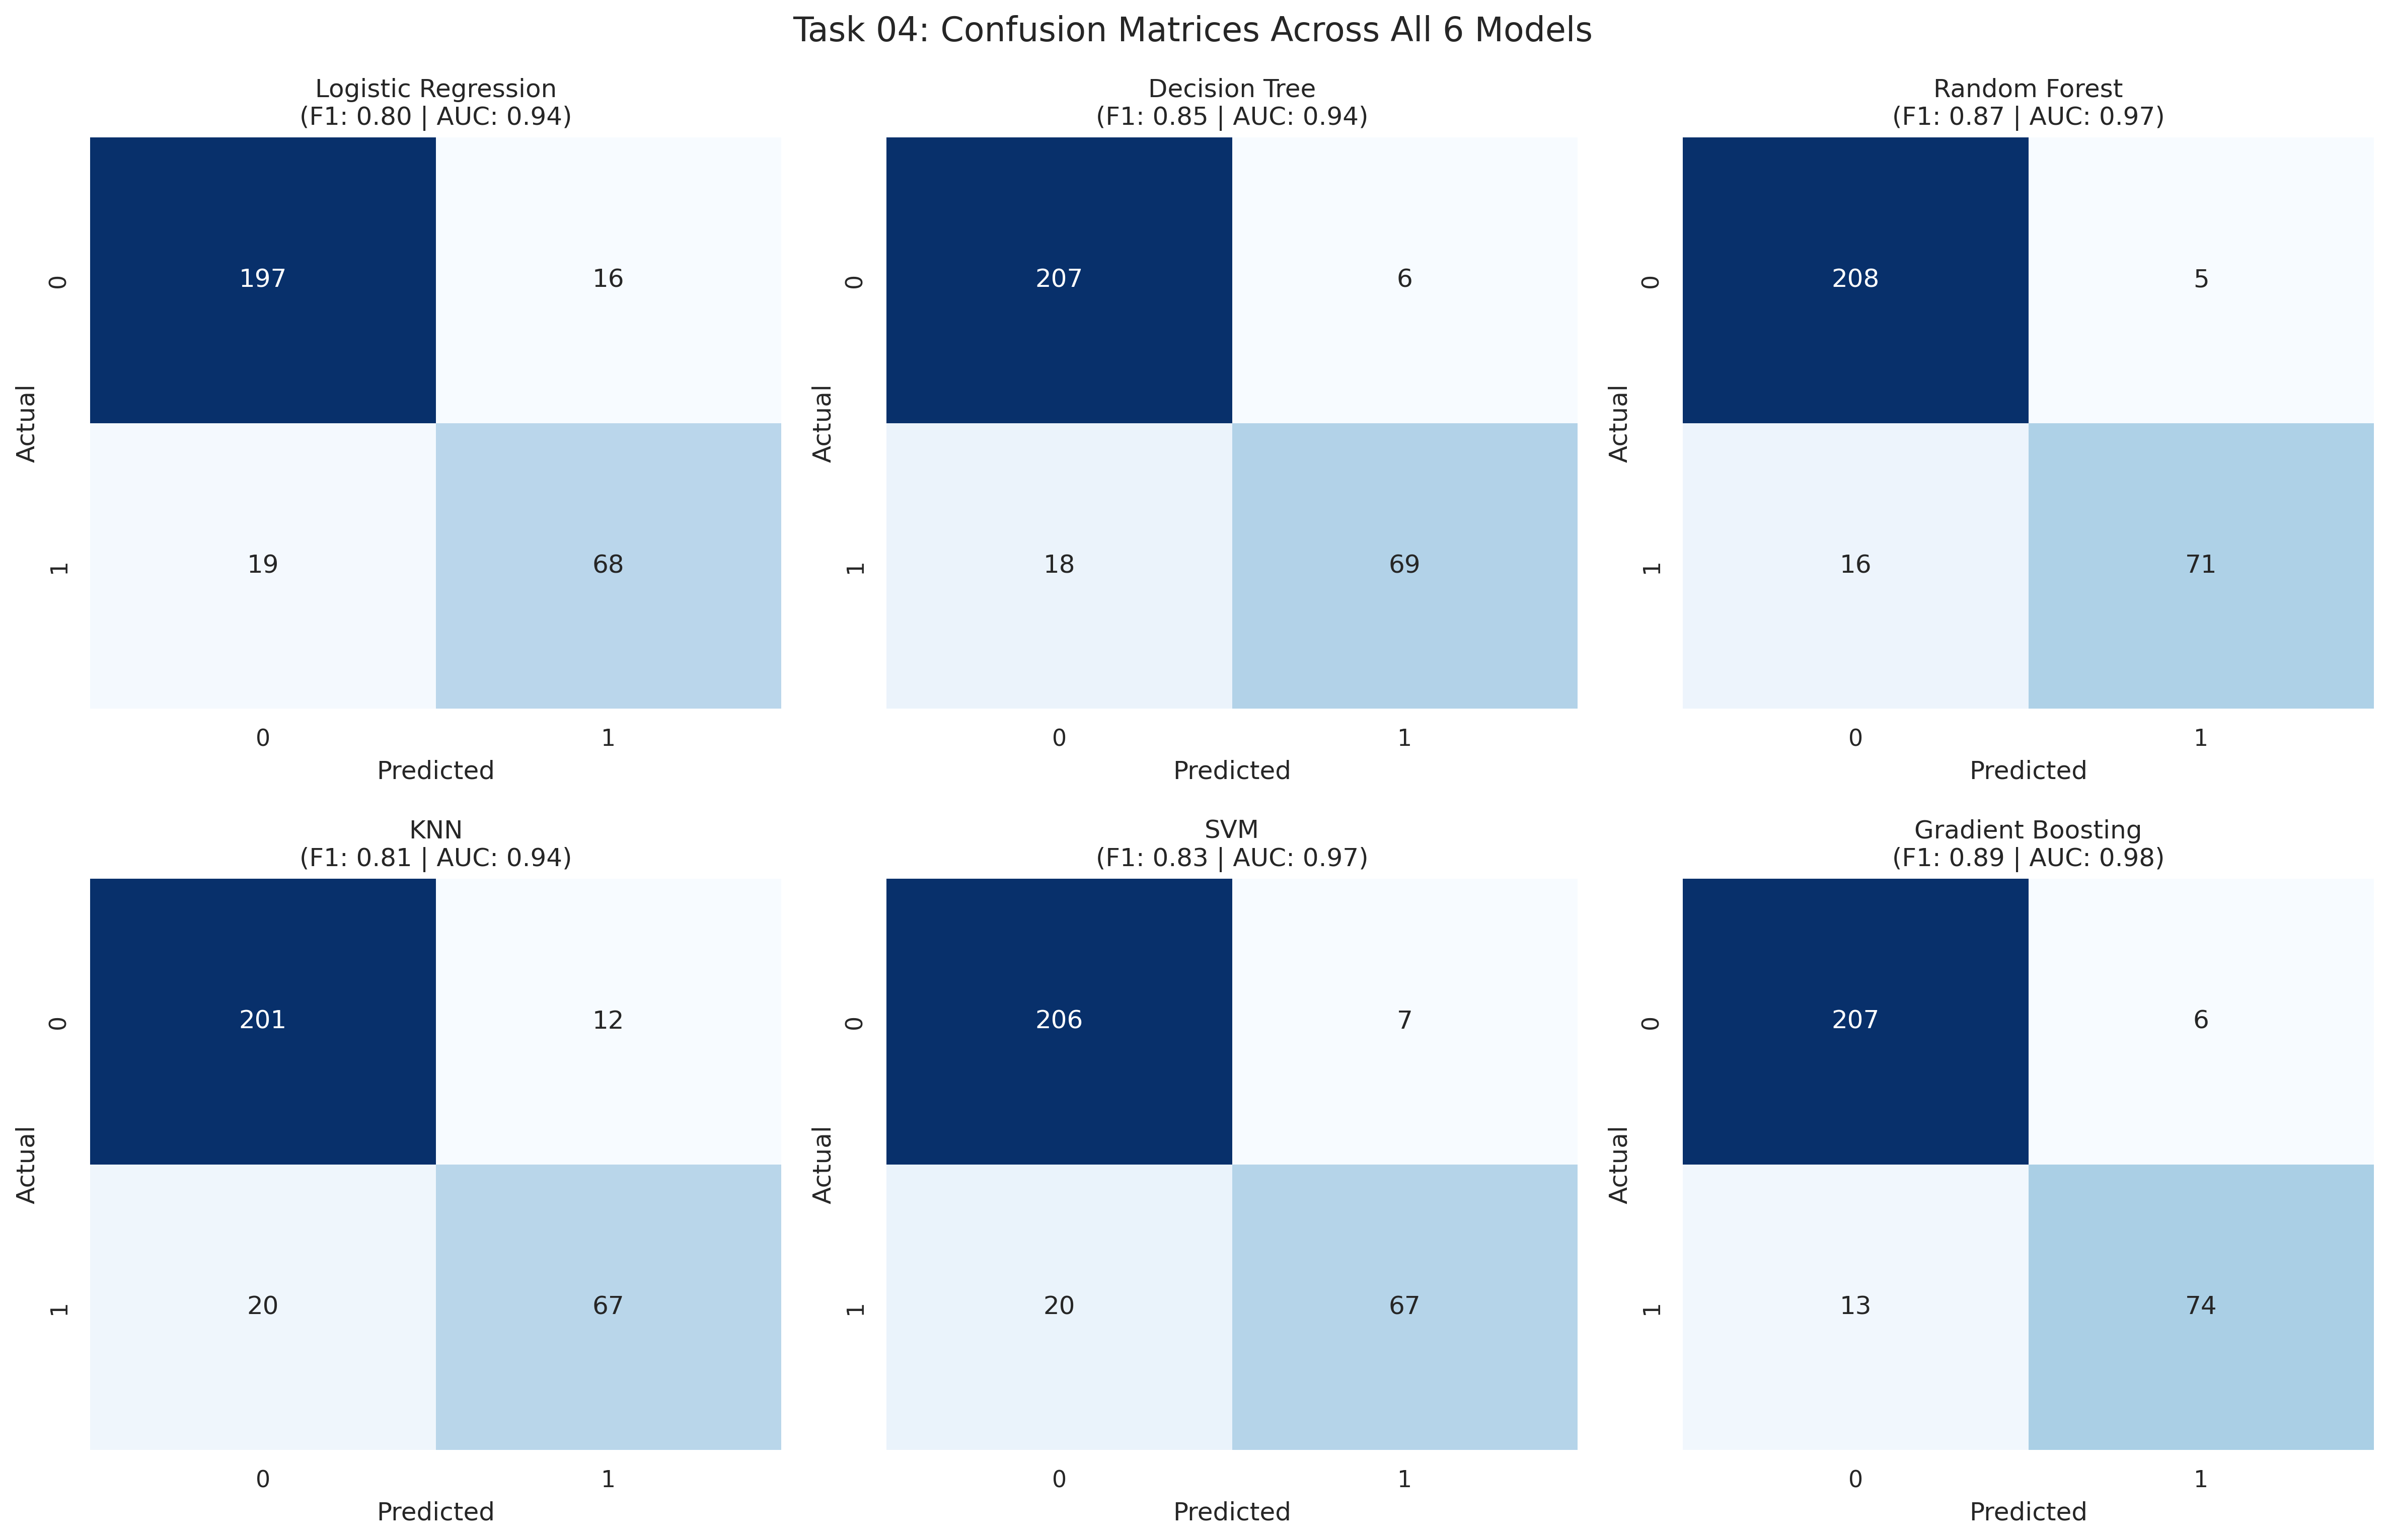 Task 04: Confusion Matrices Across All 6 Models
Logistic Regression
(F1: 0.80 | AUC: 0.94)
Actual
0
197
16
1
19
68
0
1
Predicted
Decision Tree
(F1: 0.85 | AUC: 0.94)
Actual
0
207
6
1
18
69
0
1
Predicted
Random Forest
(F1: 0.87 | AUC: 0.97)
Actual
0
208
5
1
16
71
0
1
Predicted
KNN
(F1: 0.81 | AUC: 0.94)
Actual
0
201
12
1
20
67
0
1
Predicted
SVM
(F1: 0.83 | AUC: 0.97)
Actual
0
206
7
1
20
67
0
1
Predicted
Gradient Boosting
(F1: 0.89 | AUC: 0.98)
Actual
0
207
6
1
13
74
0
1
Predicted